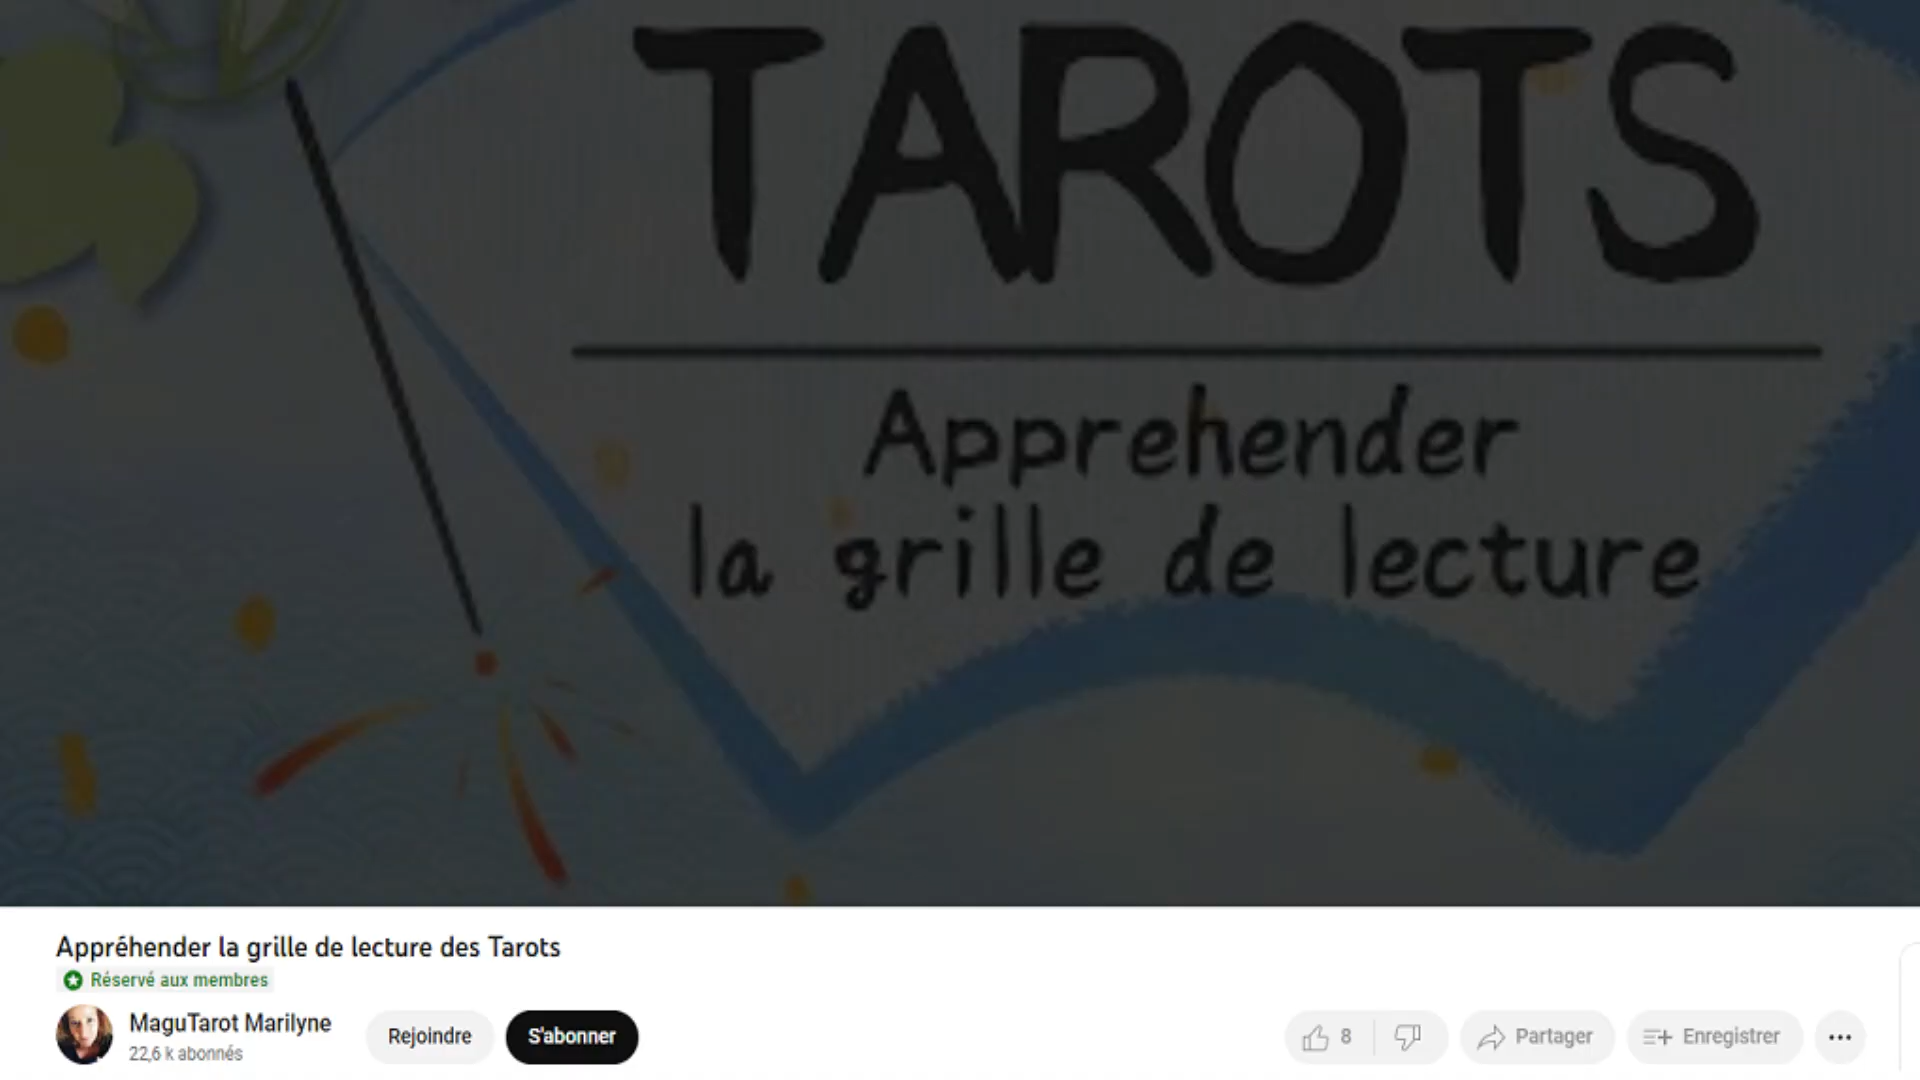 TAROTS
Apprehender
la grille de lecture
Appréhender la grille de lecture des Tarots
Réservé aux membres
MaguTarot Marilyne
22,6 k abonnés
Rejoindre
S'abonner
8
Partager
Enregistrer